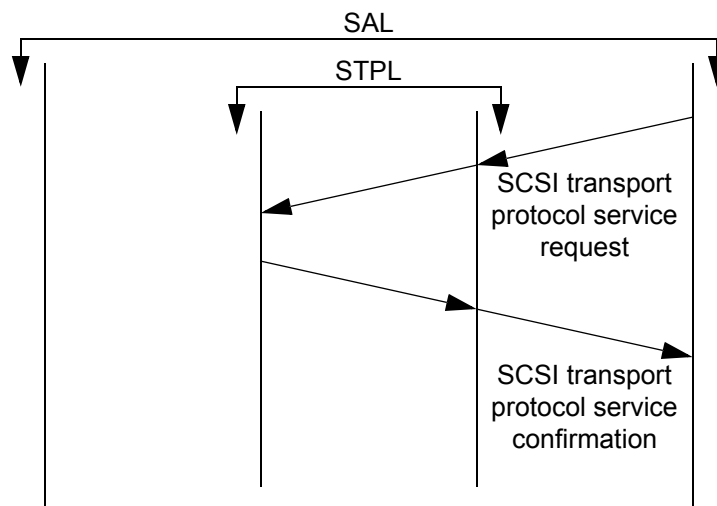 SAL
STPL
SCSI transport
protocol service
request
SCSI transport
protocol service
confirmation